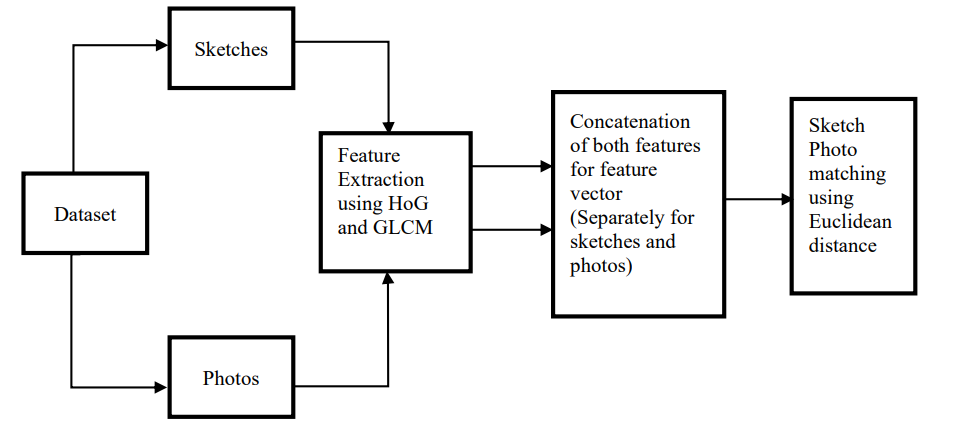 Sketches
Dataset
Photos
Feature
Extraction
using HoG
and GLCM
Concatenation
of both features
for feature
vector
(Separately for
sketches and
photos)
Sketch
Photo
matching
using
Euclidean
distance